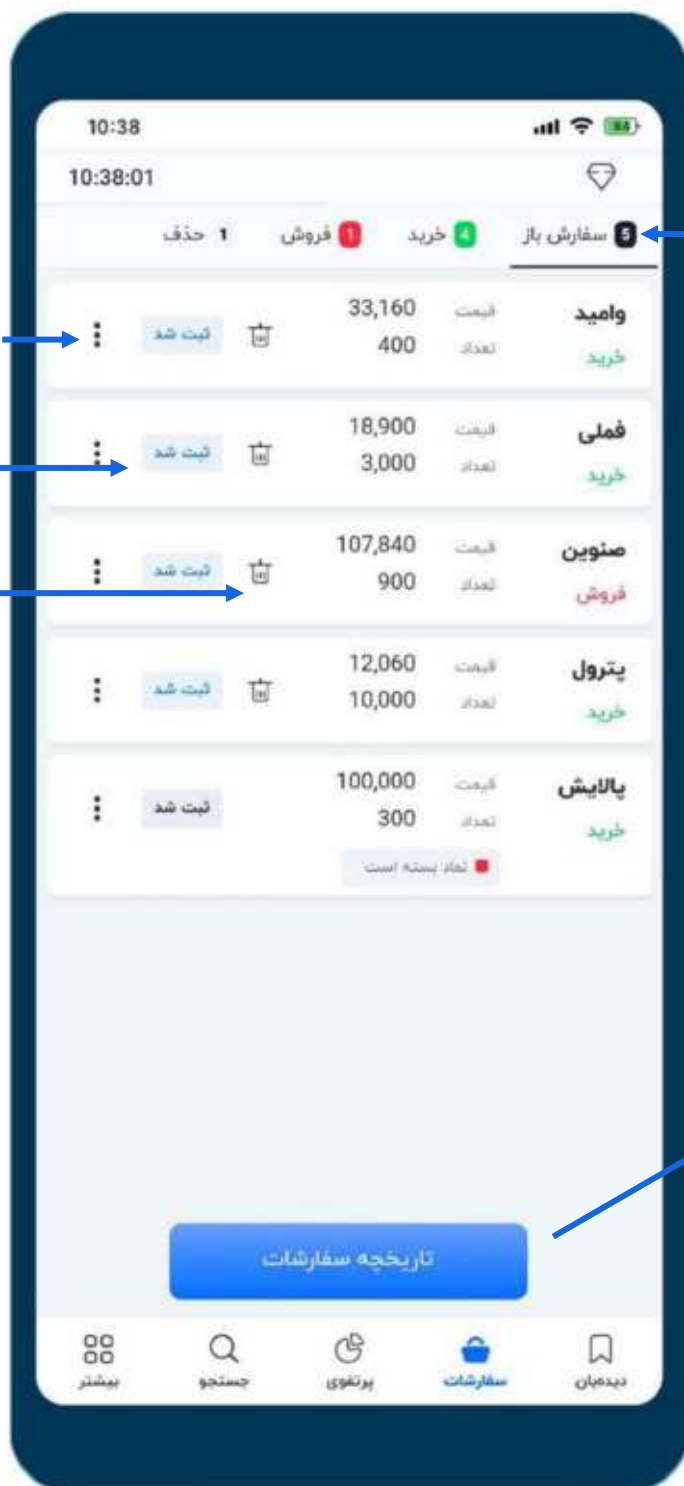 10:38
84
10:38:01
5 سفارش باز 4 خرید 1 فروش 1 حذف
وامید قیمت 33,160
خرید تعداد 400
ثبت شد
فملی قیمت 18,900
خرید تعداد 3,000
ثبت شد
صنوین قیمت 107,840
فروش تعداد 900
ثبت شد
پترول قیمت 12,060
خرید تعداد 10,000
ثبت شد
پالایش قیمت 100,000
خرید تعداد 300
ثبت شد
نماد بسته است
تاریخچه سفارشات
دیده‌بان سفارشات پرتفوی جستجو بیشتر